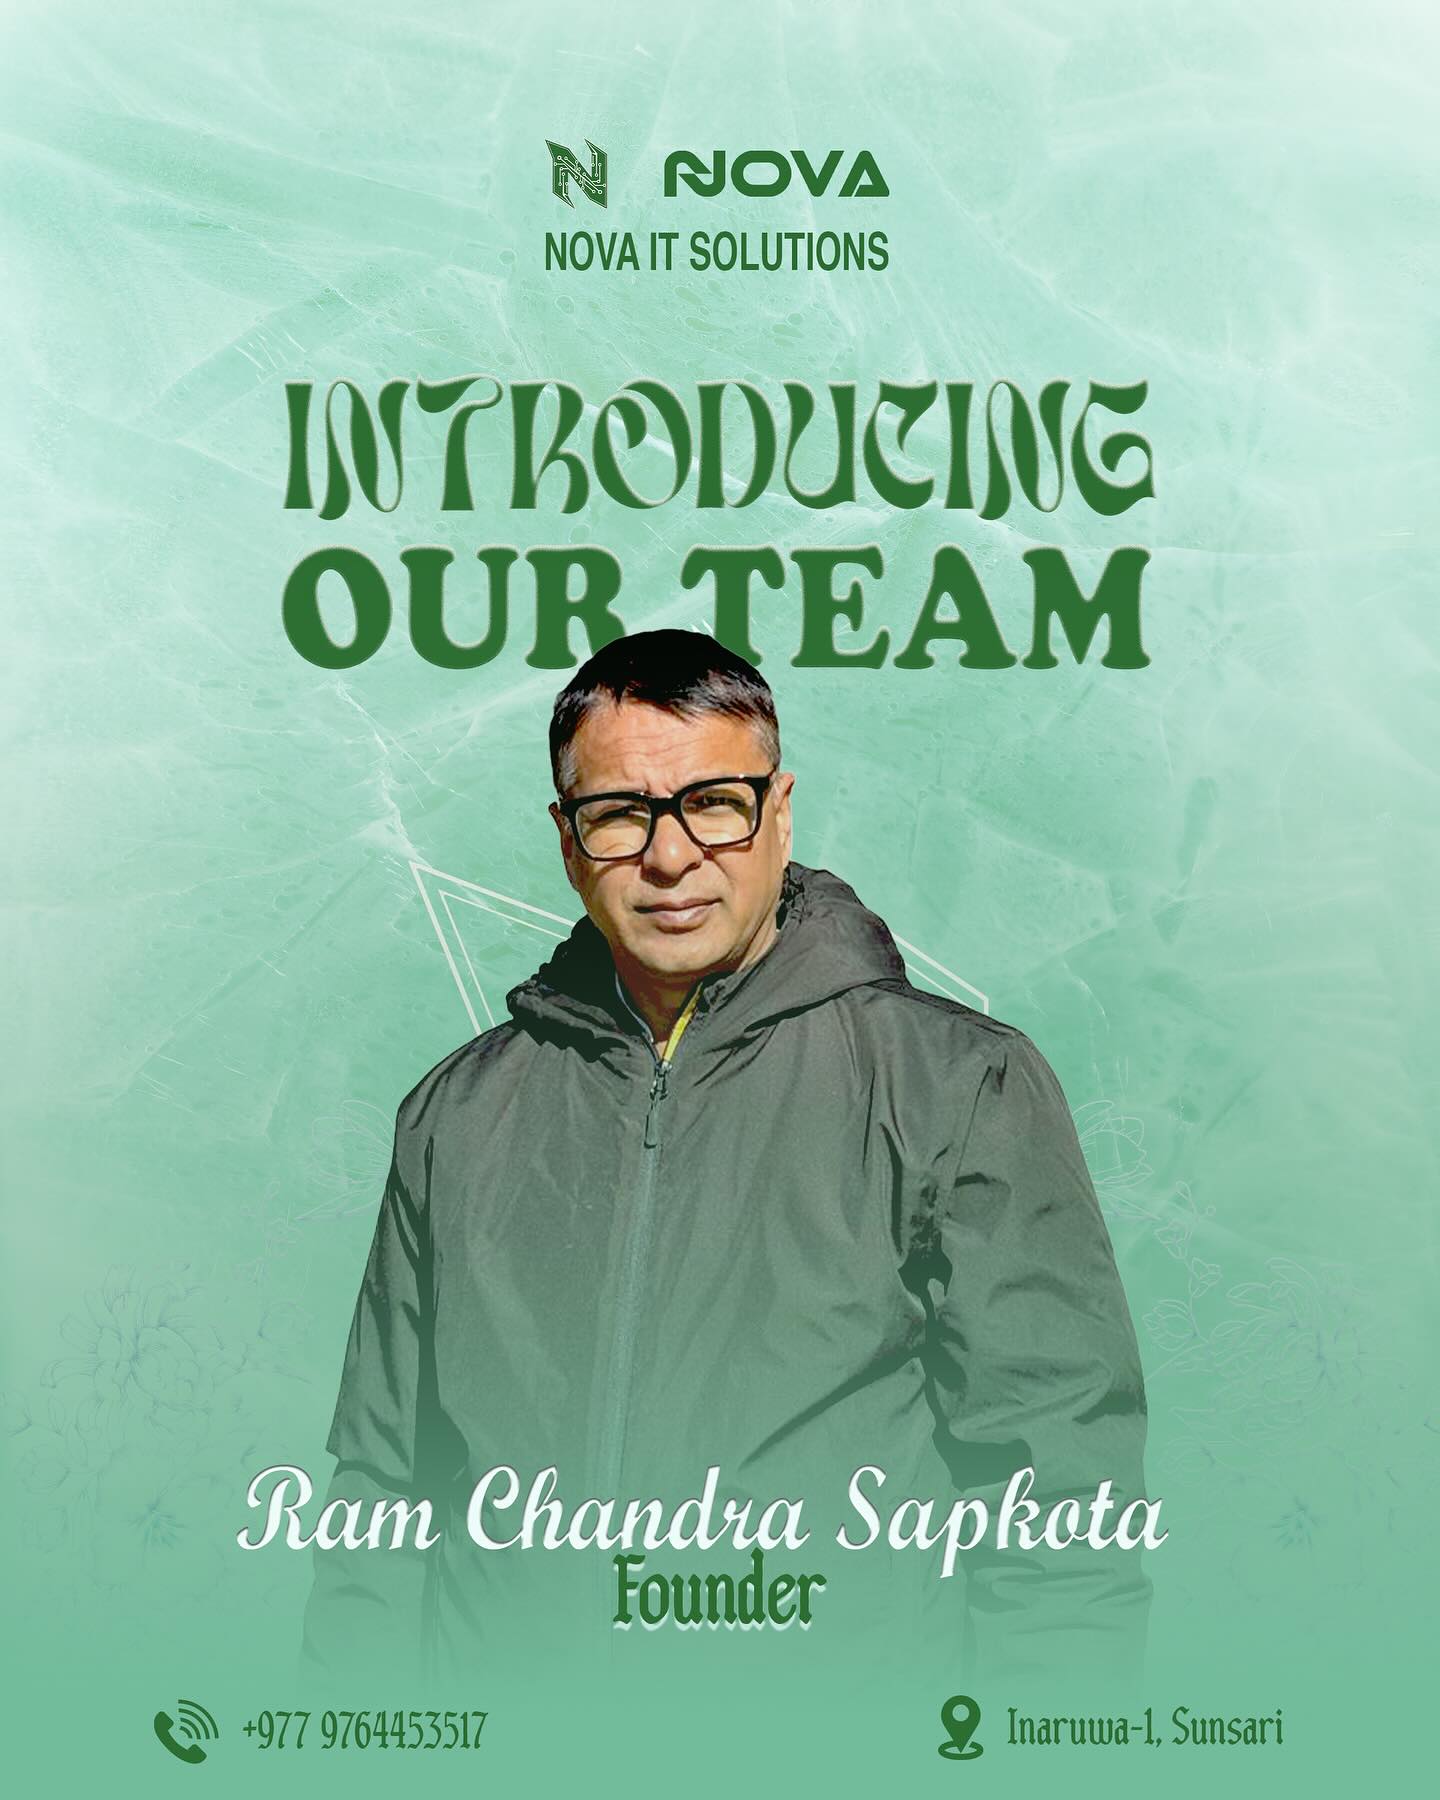 NOVA
NOVA IT SOLUTIONS
INTRODUCING
OUR TEAM
Ram Chandra Sapkota
Founder
+977 9764453517
Inaruwa-1, Sunsari